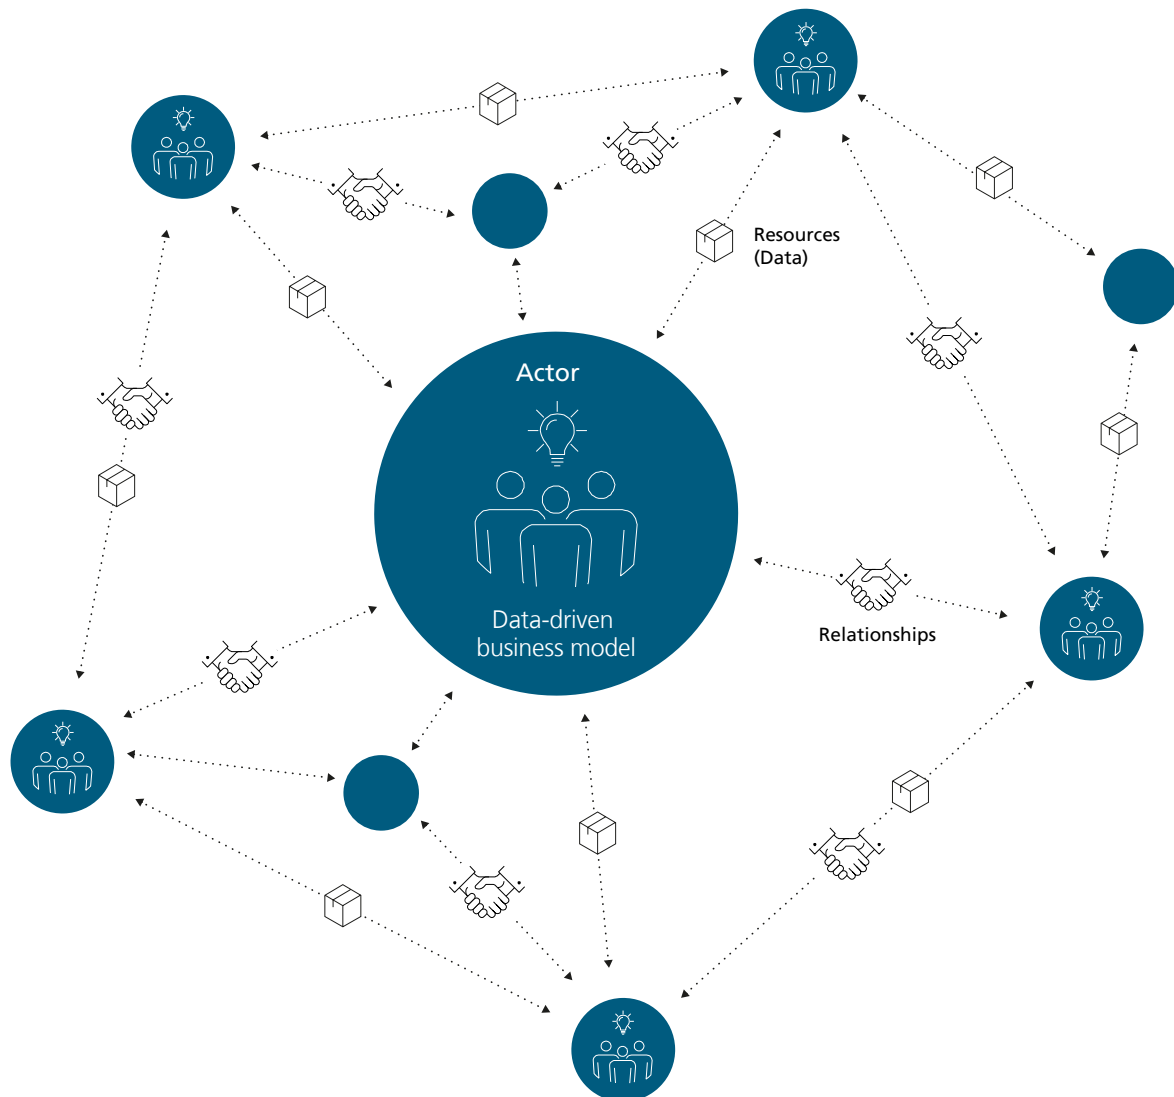 Resources
(Data)
Actor
Data-driven
business model
Relationships